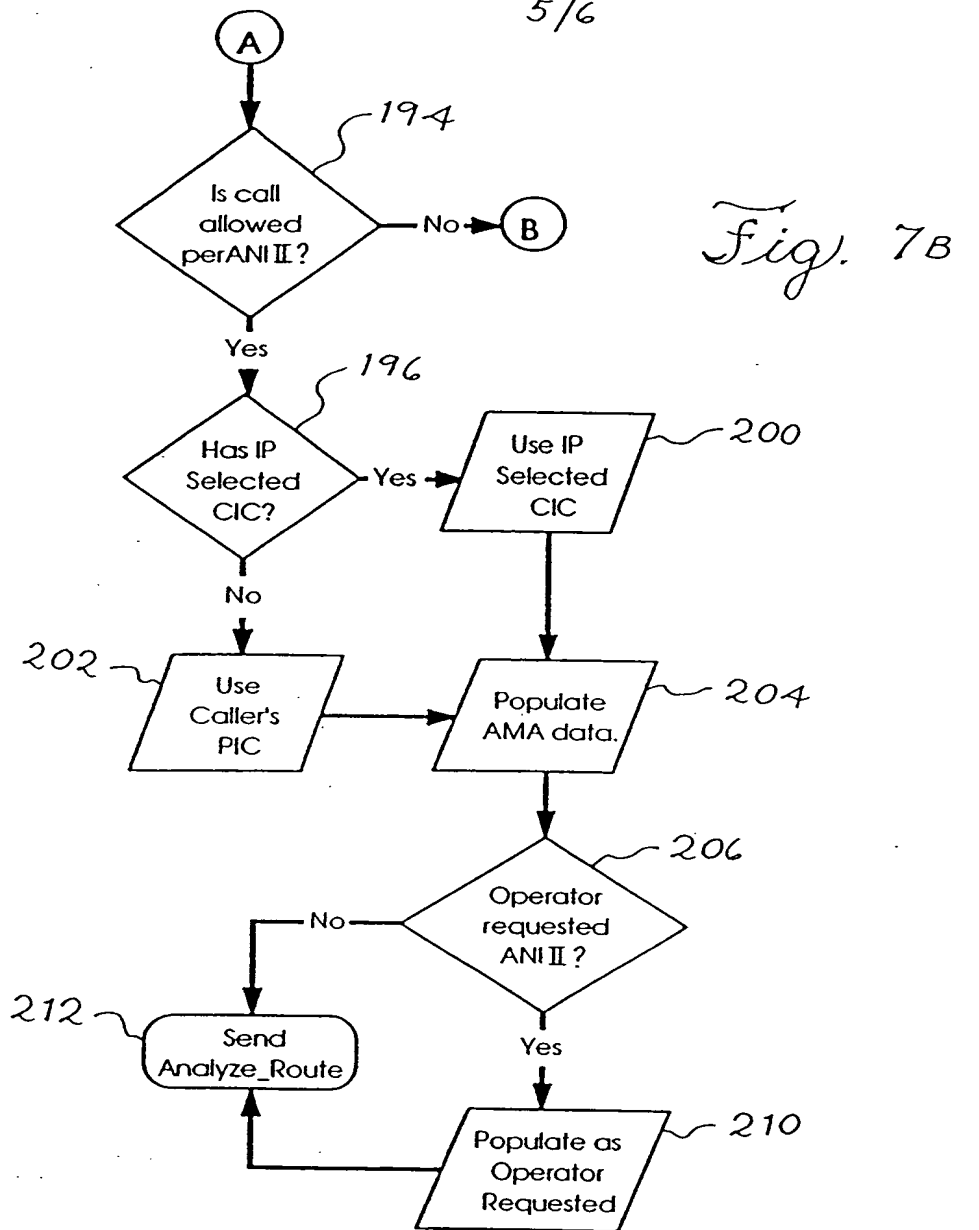 5/6
A
194
Is call
allowed
perANI II?
No
B
Fig. 7B
Yes
196
Has IP
Selected
CIC?
Yes
Use IP
Selected
CIC
200
No
202
Use
Caller's
PIC
Populate
AMA data.
204
206
Operator
requested
ANI II?
No
212
Send
Analyze_Route
Yes
Populate as
Operator
Requested
210